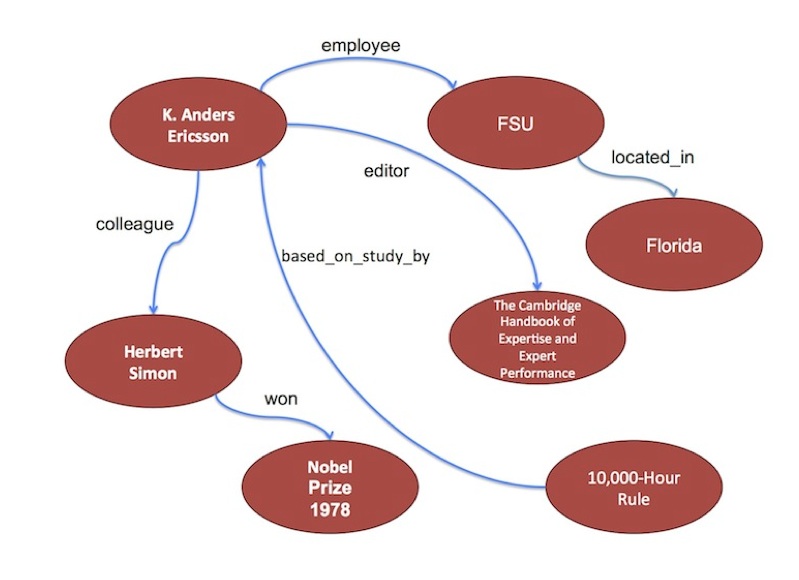 employee
K. Anders
Ericsson
FSU
located_in
editor
colleague
Florida
based_on_study_by
The Cambridge
Handbook of
Expertise and
Expert
Performance
Herbert
Simon
won
Nobel
Prize
1978
10,000-Hour
Rule